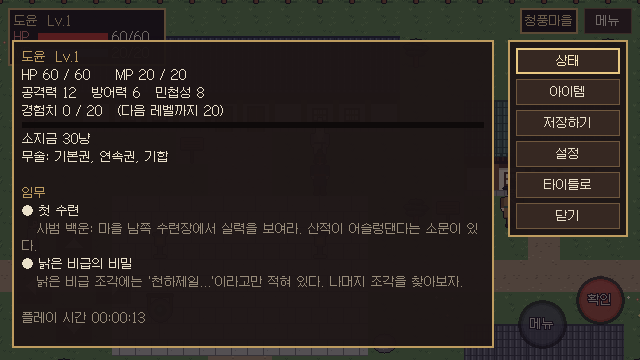 도윤 Lv.1
HP 60/60
청풍마을
메뉴
도윤 Lv.1
HP 60 / 60 MP 20 / 20
공격력 12 방어력 6 민첩성 8
경험치 0 / 20 (다음 레벨까지 20)
소지금 30냥
무술: 기본권, 연속권, 기합
임무
● 첫 수련
사범 백운: 마을 남쪽 수련장에서 실력을 보여라. 산적이 어슬렁댄다는 소문이 있
다.
● 낡은 비급의 비밀
낡은 비급 조각에는 '천하제일...'이라고만 적혀 있다. 나머지 조각을 찾아보자.
플레이 시간 00:00:13
상태
아이템
저장하기
설정
타이틀로
닫기
확인
메뉴